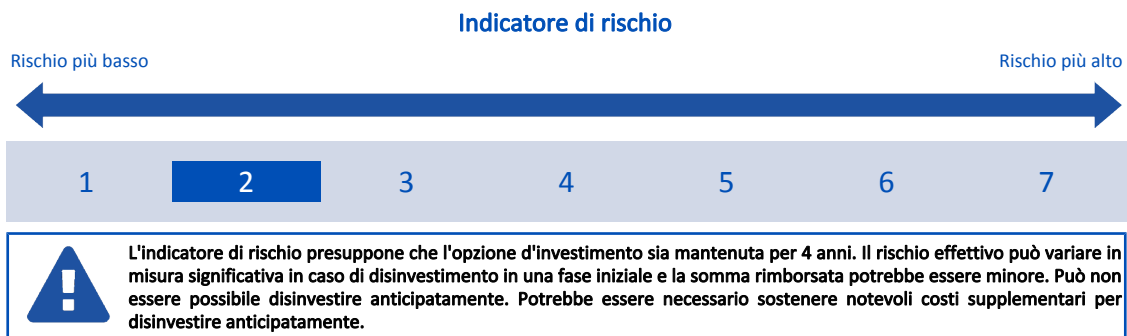 Indicatore di rischio
Rischio più basso Rischio più alto
1 2 3 4 5 6 7
L'indicatore di rischio presuppone che l'opzione d'investimento sia mantenuta per 4 anni. Il rischio effettivo può variare in
misura significativa in caso di disinvestimento in una fase iniziale e la somma rimborsata potrebbe essere minore. Può non
essere possibile disinvestire anticipatamente. Potrebbe essere necessario sostenere notevoli costi supplementari per
disinvestire anticipatamente.